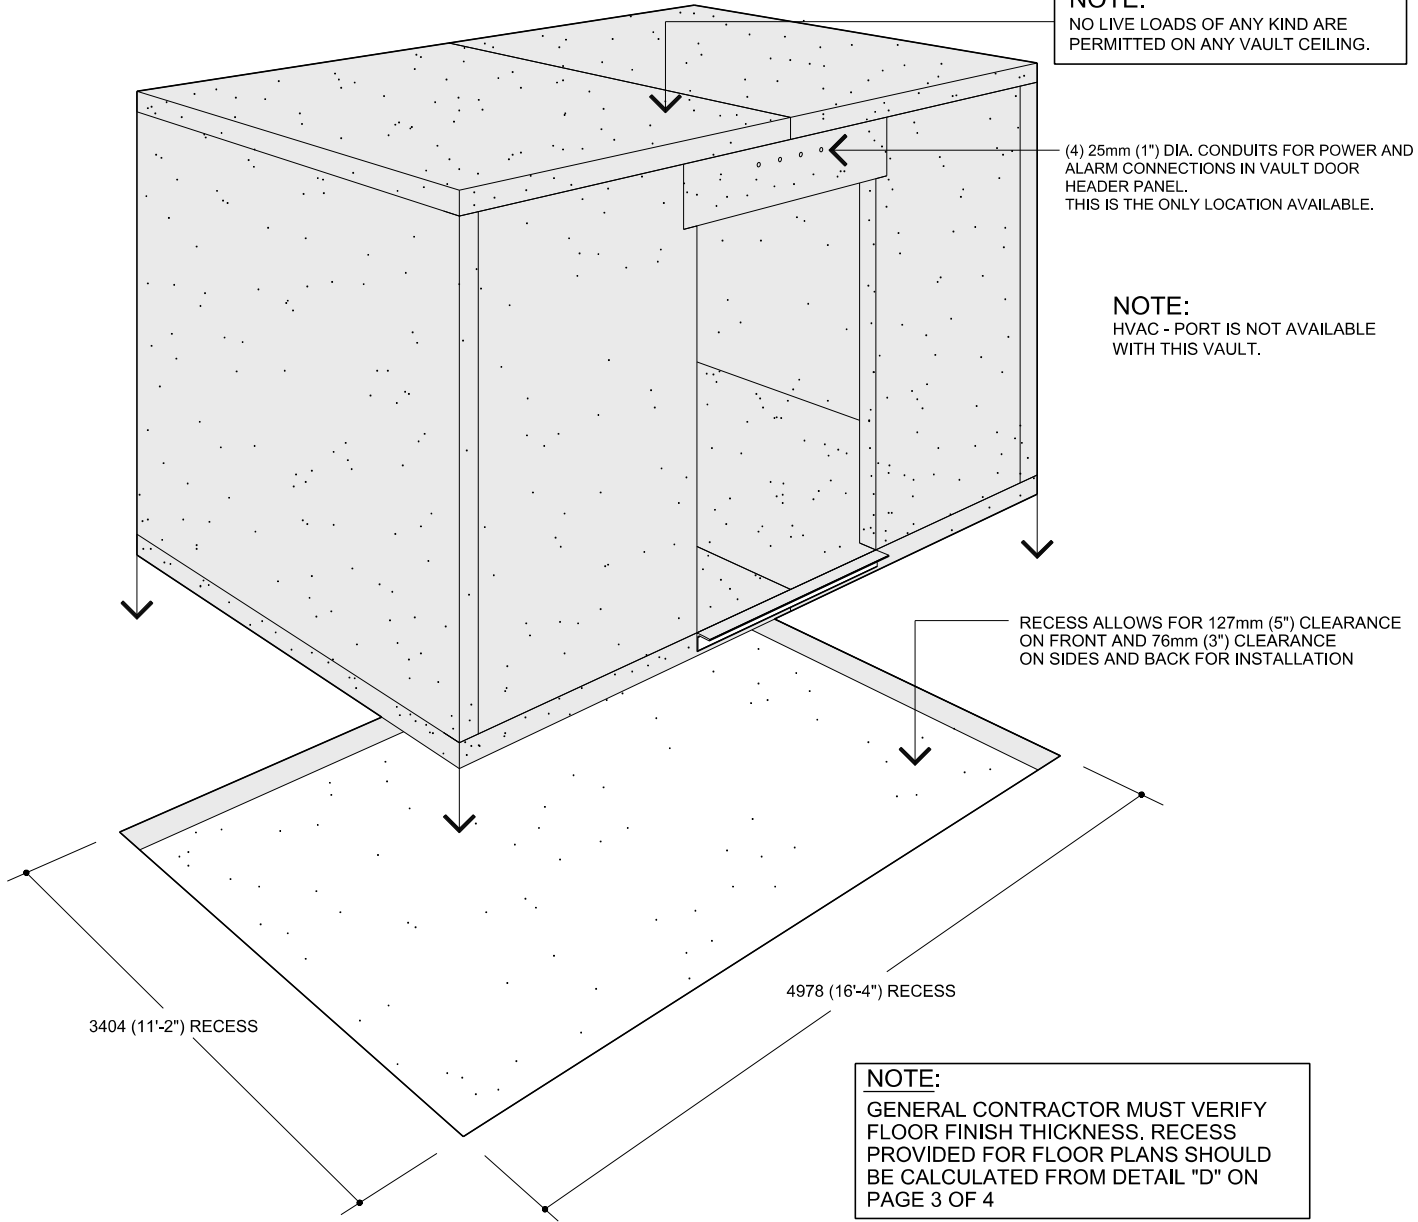 NOTE:
NO LIVE LOADS OF ANY KIND ARE
PERMITTED ON ANY VAULT CEILING.
(4) 25mm (1") DIA. CONDUITS FOR POWER AND
ALARM CONNECTIONS IN VAULT DOOR
HEADER PANEL.
THIS IS THE ONLY LOCATION AVAILABLE.
NOTE:
HVAC - PORT IS NOT AVAILABLE
WITH THIS VAULT.
RECESS ALLOWS FOR 127mm (5") CLEARANCE
ON FRONT AND 76mm (3") CLEARANCE
ON SIDES AND BACK FOR INSTALLATION
4978 (16'-4") RECESS
3404 (11'-2") RECESS
NOTE:
GENERAL CONTRACTOR MUST VERIFY
FLOOR FINISH THICKNESS. RECESS
PROVIDED FOR FLOOR PLANS SHOULD
BE CALCULATED FROM DETAIL "D" ON
PAGE 3 OF 4